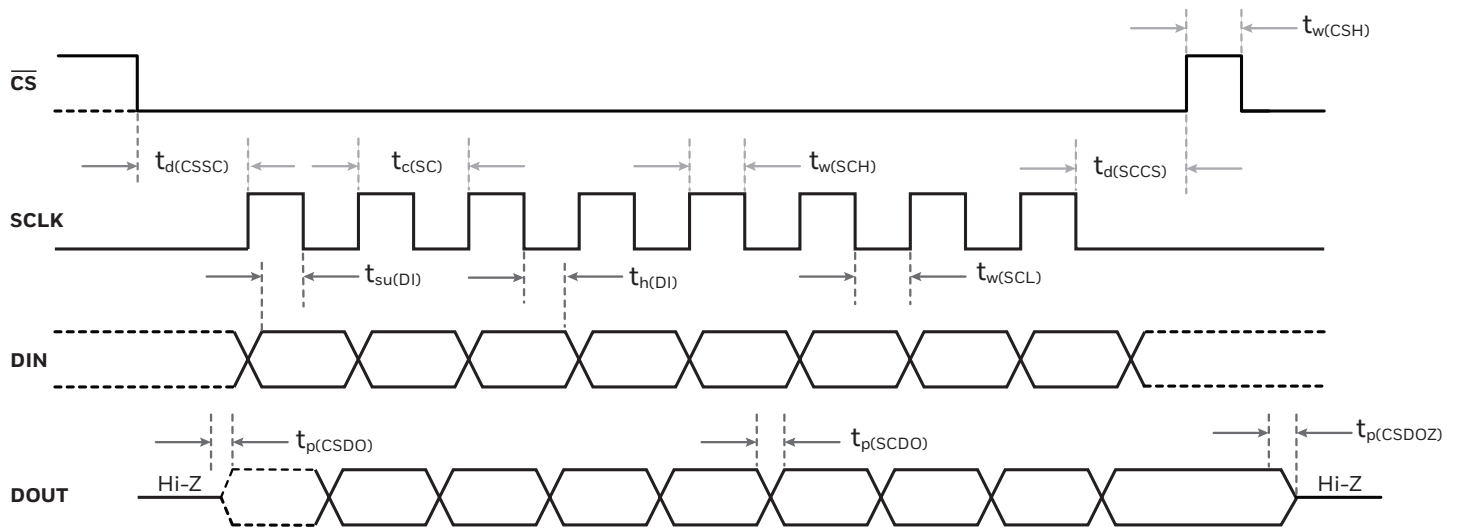 t_w(CSH)
C̅S̅
t_d(CSSC) t_c(SC) t_w(SCH) t_d(SCCS)
SCLK
t_su(DI) t_h(DI) t_w(SCL)
DIN
t_p(CSDO) t_p(SCDO) t_p(CSDOZ)
Hi-Z Hi-Z
DOUT